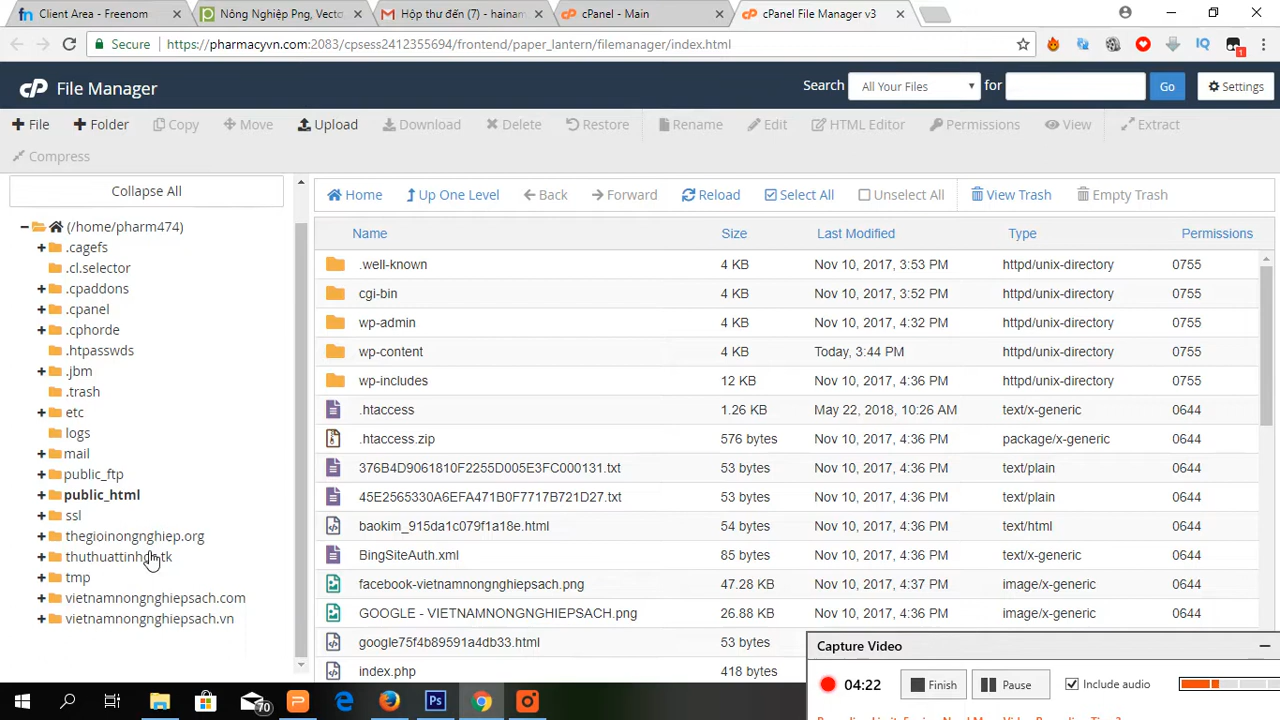 Client Area - Freenom
Nông Nghiệp Png, Vecto
Hộp thư đến (7) - hainam
cPanel - Main
cPanel File Manager v3
Secure
https://pharmacyvn.com:2083/cpsess2412355694/frontend/paper_lantern/filemanager/index.html
IQ
1
cP File Manager
Search All Your Files for Go Settings
File Folder Copy Move Upload Download Delete Restore Rename Edit HTML Editor Permissions View Extract
Compress
Collapse All
Home Up One Level Back Forward Reload Select All Unselect All View Trash Empty Trash
(/home/pharm474)
.cagefs
.cl.selector
.cpaddons
.cpanel
.cphorde
.htpasswds
.jbm
.trash
etc
logs
mail
public_ftp
public_html
ssl
thegioinongnghiep.org
tmp
vietnamnongnghiepsach.com
vietnamnongnghiepsach.vn
Name Size Last Modified Type Permissions
.well-known 4 KB Nov 10, 2017, 3:53 PM httpd/unix-directory 0755
cgi-bin 4 KB Nov 10, 2017, 3:52 PM httpd/unix-directory 0755
wp-admin 4 KB Nov 10, 2017, 4:32 PM httpd/unix-directory 0755
wp-content 4 KB Today, 3:44 PM httpd/unix-directory 0755
wp-includes 12 KB Nov 10, 2017, 4:36 PM httpd/unix-directory 0755
.htaccess 1.26 KB May 22, 2018, 10:26 AM text/x-generic 0644
.htaccess.zip 576 bytes Nov 10, 2017, 4:36 PM package/x-generic 0644
376B4D9061810F2255D005E3FC000131.txt 53 bytes Nov 10, 2017, 4:36 PM text/plain 0644
45E2565330A6EFA471B0F7717B721D27.txt 53 bytes Nov 10, 2017, 4:36 PM text/plain 0644
baokim_915da1c079f1a18e.html 54 bytes Nov 10, 2017, 4:36 PM text/html 0644
BingSiteAuth.xml 85 bytes Nov 10, 2017, 4:36 PM text/x-generic 0644
facebook-vietnamnongnghiepsach.png 47.28 KB Nov 10, 2017, 4:37 PM image/x-generic 0644
GOOGLE - VIETNAMNONGNGHIEPSACH.png 26.85 KB Nov 10, 2017, 4:36 PM image/x-generic 0644
google75f4b89591a4db33.html 53 bytes
index.php 418 bytes
Capture Video
04:22 Finish Pause Include audio
70